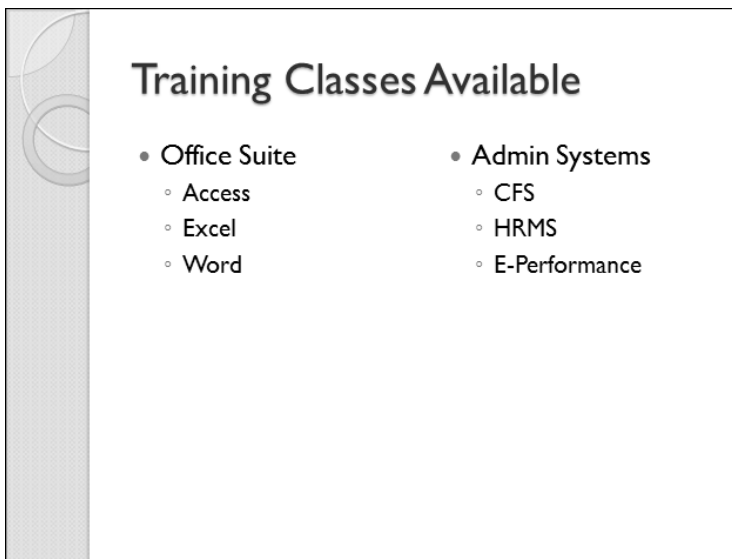 Training Classes Available
Office Suite
Access
Excel
Word
Admin Systems
CFS
HRMS
E-Performance